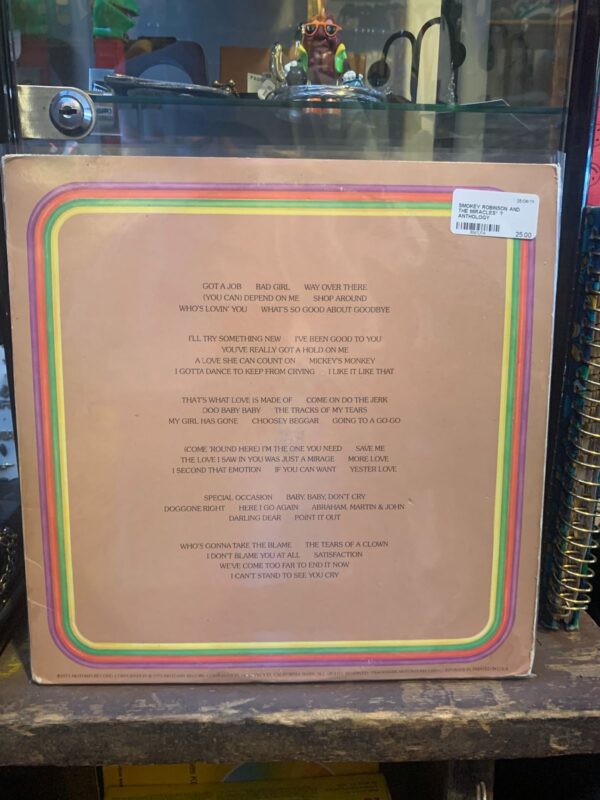 SMOKEY ROBINSON AND
THE MIRACLES' ?
ANTHOLOGY
25.00
GOT A JOB BAD GIRL WAY OVER THERE
(YOU CAN) DEPEND ON ME SHOP AROUND
WHO'S LOVIN' YOU WHAT'S SO GOOD ABOUT GOODBYE
I'LL TRY SOMETHING NEW I'VE BEEN GOOD TO YOU
YOU'VE REALLY GOT A HOLD ON ME
A LOVE SHE CAN COUNT ON MICKEY'S MONKEY
I GOTTA DANCE TO KEEP FROM CRYING I LIKE IT LIKE THAT
THAT'S WHAT LOVE IS MADE OF COME ON DO THE JERK
OOO BABY BABY THE TRACKS OF MY TEARS
MY GIRL HAS GONE CHOOSEY BEGGAR GOING TO A GO-GO
(COME 'ROUND HERE) I'M THE ONE YOU NEED SAVE ME
THE LOVE I SAW IN YOU WAS JUST A MIRAGE MORE LOVE
I SECOND THAT EMOTION IF YOU CAN WANT YESTER LOVE
SPECIAL OCCASION BABY, BABY, DON'T CRY
DOGGONE RIGHT HERE I GO AGAIN ABRAHAM, MARTIN & JOHN
DARLING DEAR POINT IT OUT
WHO'S GONNA TAKE THE BLAME THE TEARS OF A CLOWN
I DON'T BLAME YOU AT ALL SATISFACTION
WE'VE COME TOO FAR TO END IT NOW
I CAN'T STAND TO SEE YOU CRY